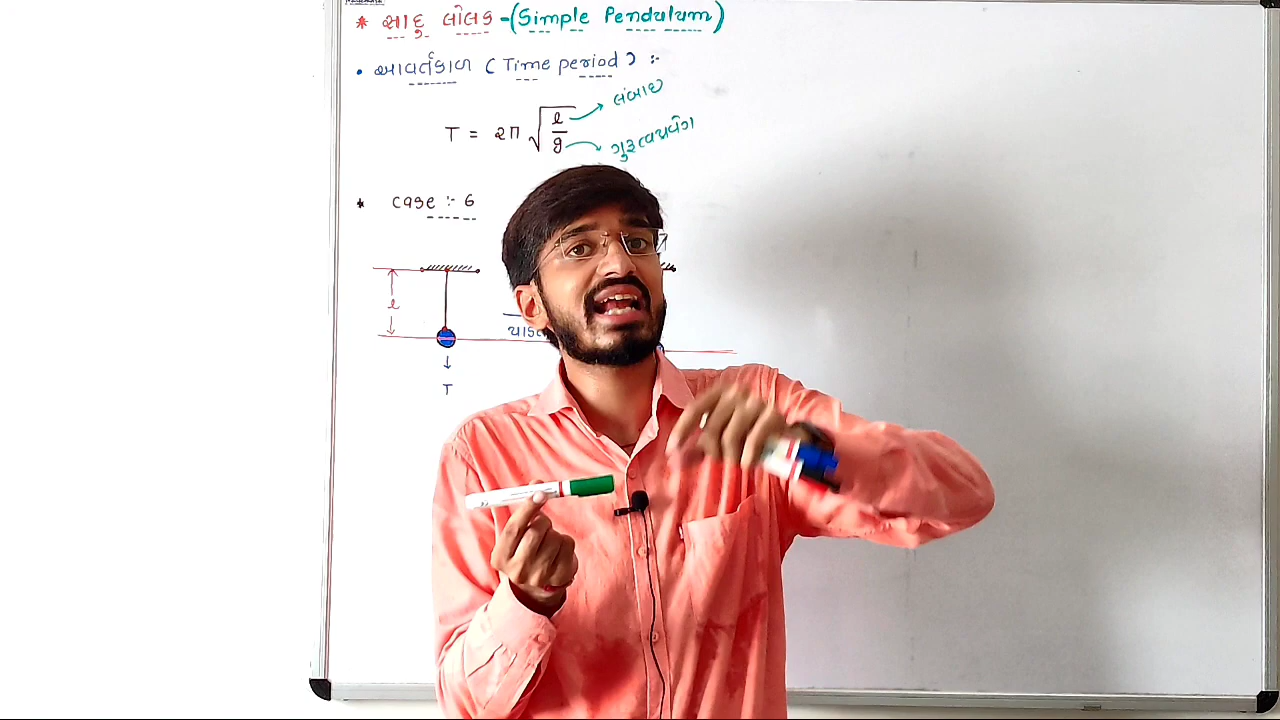 * સાદુ લોલક - (Simple Pendulum)
• આવર્તકાળ ( Time period ) :-
T = 2π √ l / g
લંબાઇ
ગુરૂત્વપ્રવેગ
* Case :- 6
l
T